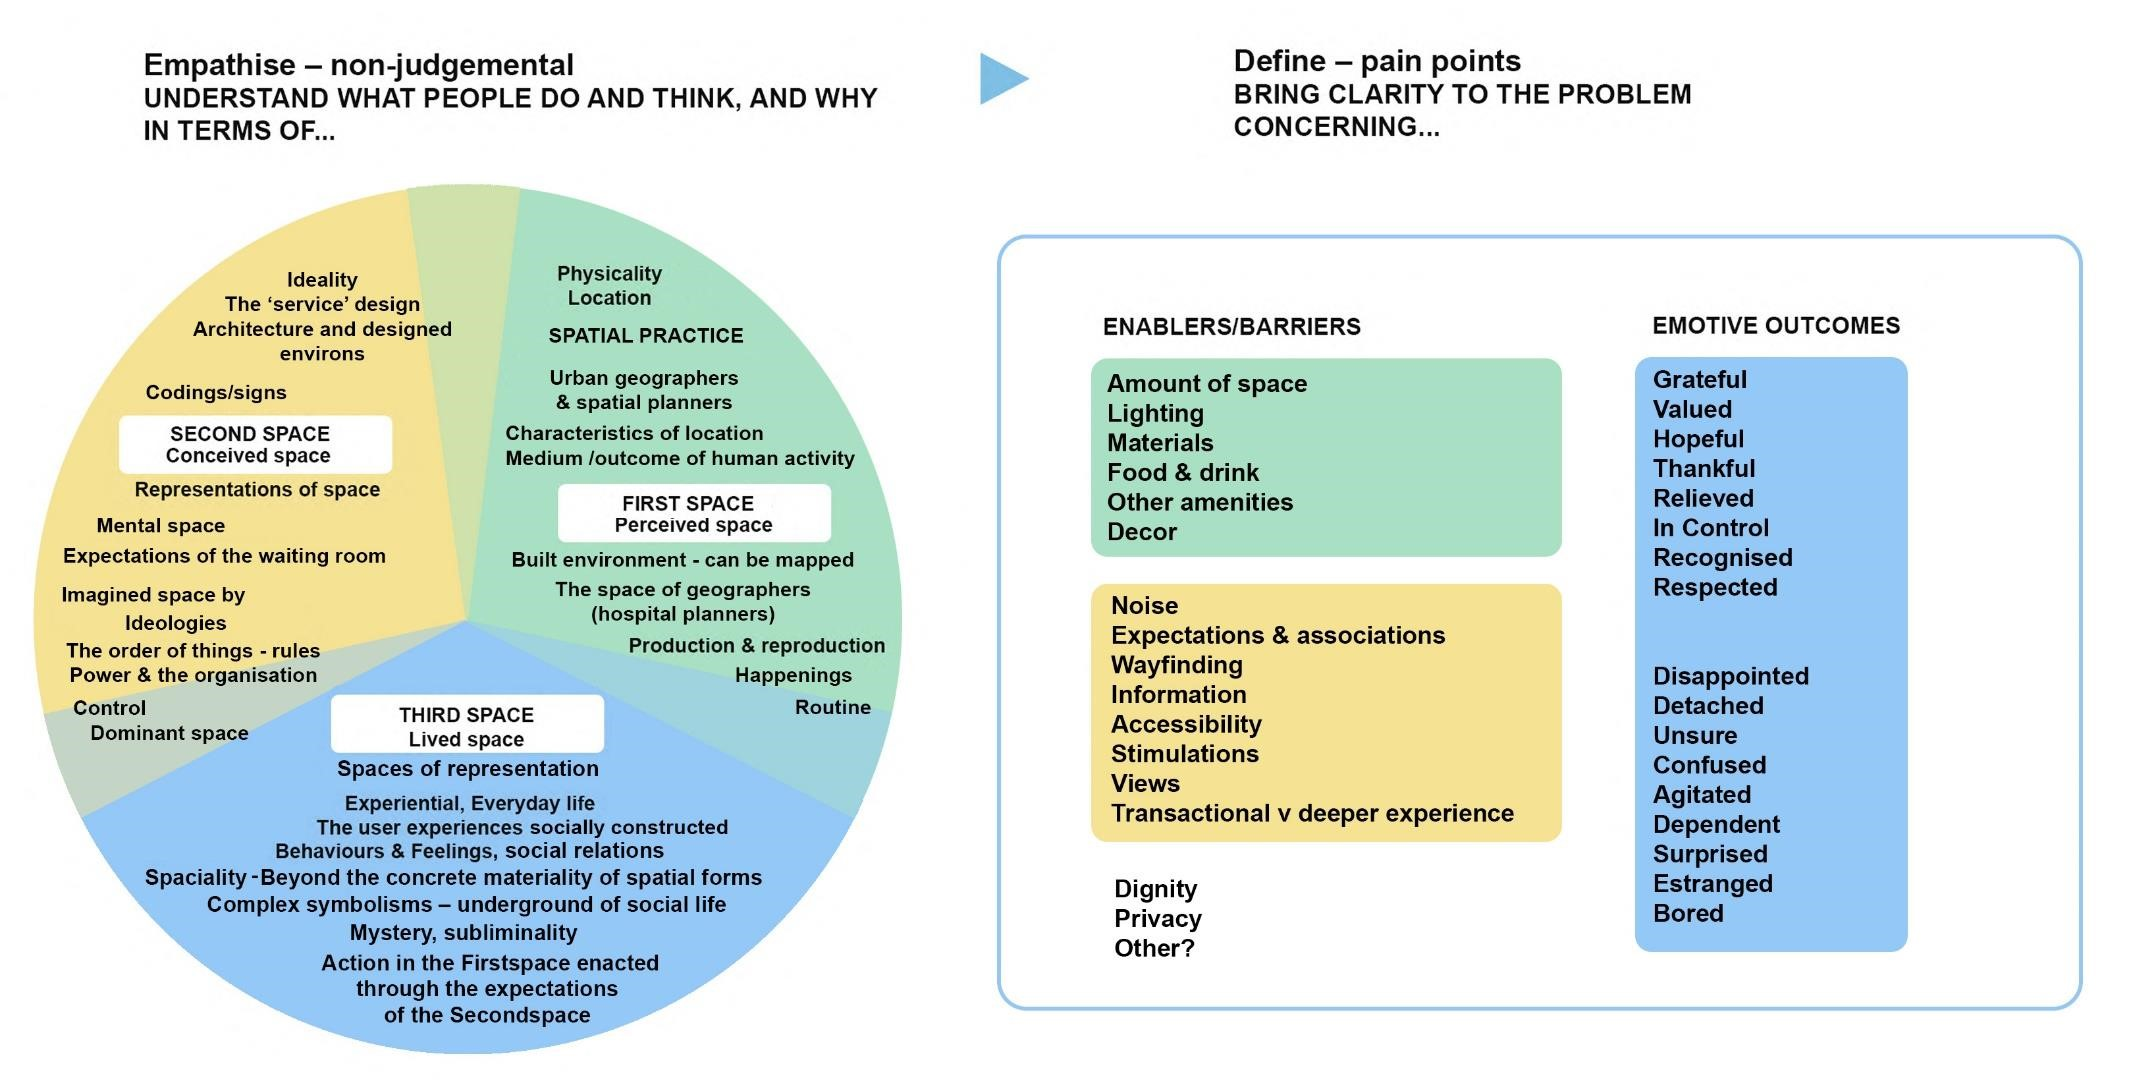 Empathise – non-judgemental
UNDERSTAND WHAT PEOPLE DO AND THINK, AND WHY
IN TERMS OF...
Define – pain points
BRING CLARITY TO THE PROBLEM
CONCERNING...
Ideality
The ‘service’ design
Architecture and designed
environs
Codings/signs
SECOND SPACE
Conceived space
Representations of space
Mental space
Expectations of the waiting room
Imagined space by
Ideologies
The order of things - rules
Power & the organisation
Control
Dominant space
Physicality
Location
SPATIAL PRACTICE
Urban geographers
& spatial planners
Characteristics of location
Medium /outcome of human activity
FIRST SPACE
Perceived space
Built environment - can be mapped
The space of geographers
(hospital planners)
Production & reproduction
Happenings
Routine
THIRD SPACE
Lived space
Spaces of representation
Experiential, Everyday life
The user experiences socially constructed
Behaviours & Feelings, social relations
Spaciality -Beyond the concrete materiality of spatial forms
Complex symbolisms – underground of social life
Mystery, subliminality
Action in the Firstspace enacted
through the expectations
of the Secondspace
ENABLERS/BARRIERS
Amount of space
Lighting
Materials
Food & drink
Other amenities
Decor
Noise
Expectations & associations
Wayfinding
Information
Accessibility
Stimulations
Views
Transactional v deeper experience
Dignity
Privacy
Other?
EMOTIVE OUTCOMES
Grateful
Valued
Hopeful
Thankful
Relieved
In Control
Recognised
Respected
Disappointed
Detached
Unsure
Confused
Agitated
Dependent
Surprised
Estranged
Bored